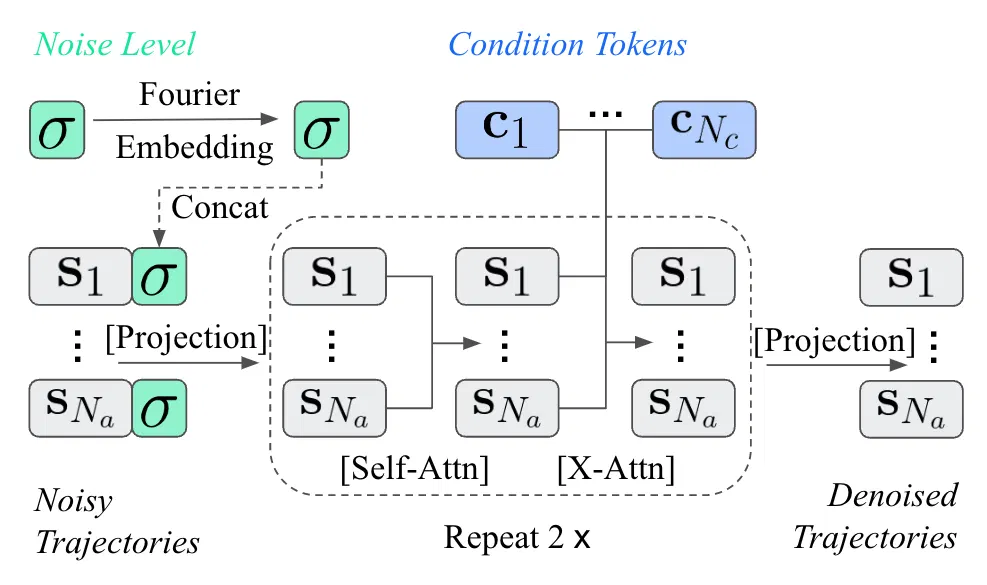 Noise Level
Condition Tokens
σ
Fourier
Embedding
σ
c1
...
cNc
Concat
s1 σ
s1
s1
s1
s1
⋮
[Projection]
⋮
⋮
⋮
[Projection]
⋮
sNa σ
sNa
sNa
sNa
sNa
[Self-Attn]
[X-Attn]
Noisy
Trajectories
Repeat 2 x
Denoised
Trajectories